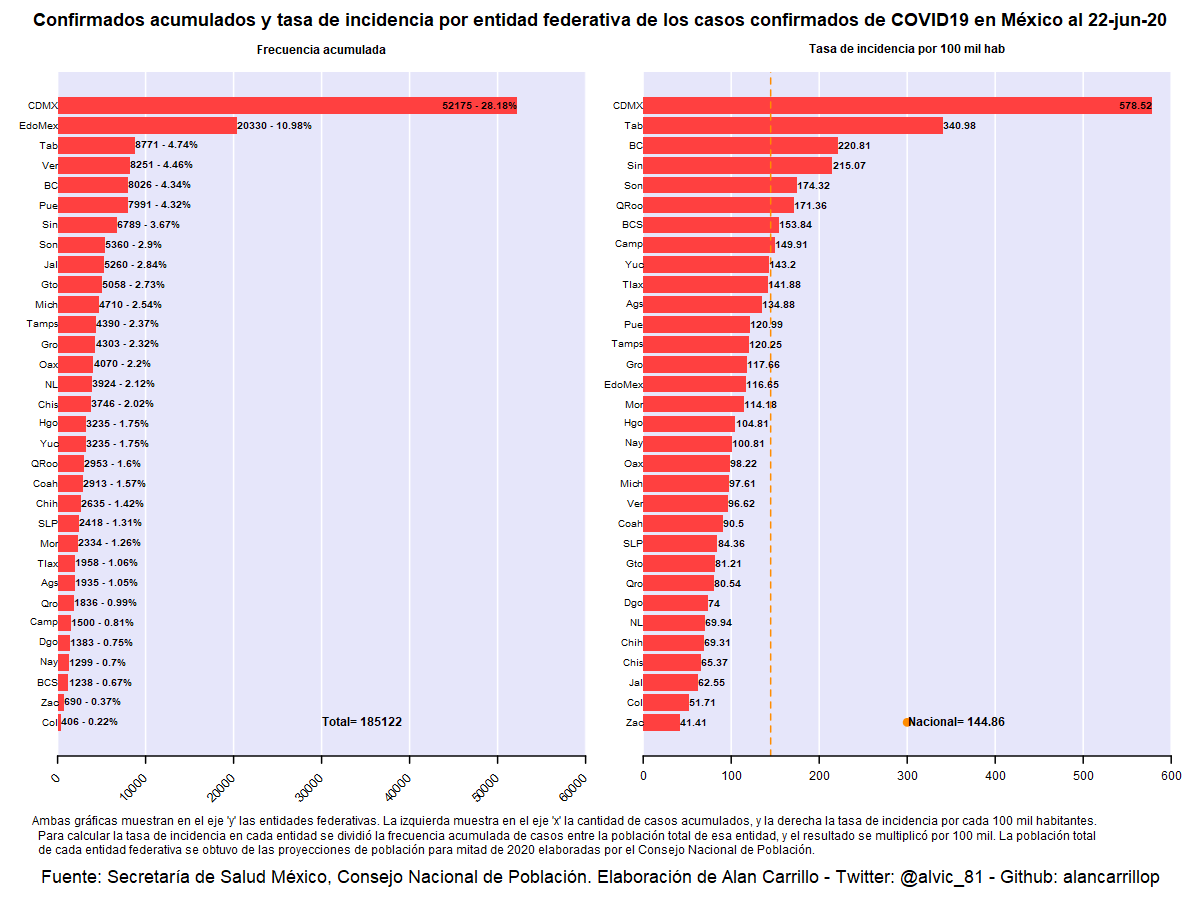 Confirmados acumulados y tasa de incidencia por entidad federativa de los casos confirmados de COVID19 en México al 22-jun-20
Frecuencia acumulada
CDMX 52175 - 28.18%
EdoMex 20330 - 10.98%
Tab 8771 - 4.74%
Ver 8251 - 4.46%
BC 8026 - 4.34%
Pue 7991 - 4.32%
Sin 6789 - 3.67%
Son 5360 - 2.9%
Jal 5260 - 2.84%
Gto 5058 - 2.73%
Mich 4710 - 2.54%
Tamps 4390 - 2.37%
Gro 4303 - 2.32%
Oax 4070 - 2.2%
NL 3924 - 2.12%
Chis 3746 - 2.02%
Hgo 3235 - 1.75%
Yuc 3235 - 1.75%
QRoo 2953 - 1.6%
Coah 2913 - 1.57%
Chih 2635 - 1.42%
SLP 2418 - 1.31%
Mor 2334 - 1.26%
Tlax 1958 - 1.06%
Ags 1935 - 1.05%
Qro 1836 - 0.99%
Camp 1500 - 0.81%
Dgo 1383 - 0.75%
Nay 1299 - 0.7%
BCS 1238 - 0.67%
Zac 690 - 0.37%
Col 406 - 0.22% Total= 185122
0 10000 20000 30000 40000 50000 60000
Tasa de incidencia por 100 mil hab
CDMX 578.52
Tab 340.98
BC 220.81
Sin 215.07
Son 174.32
QRoo 171.36
BCS 153.84
Camp 149.91
Yuc 143.2
Tlax 141.88
Ags 134.88
Pue 120.99
Tamps 120.25
Gro 117.66
EdoMex 116.65
Mor 114.18
Hgo 104.81
Nay 100.81
Oax 98.22
Mich 97.61
Ver 96.62
Coah 90.5
SLP 84.36
Gto 81.21
Qro 80.54
Dgo 74
NL 69.94
Chih 69.31
Chis 65.37
Jal 62.55
Col 51.71
Zac 41.41 Nacional= 144.86
0 100 200 300 400 500 600
Ambas gráficas muestran en el eje 'y' las entidades federativas. La izquierda muestra en el eje 'x' la cantidad de casos acumulados, y la derecha la tasa de incidencia por cada 100 mil habitantes.
Para calcular la tasa de incidencia en cada entidad se dividió la frecuencia acumulada de casos entre la población total de esa entidad, y el resultado se multiplicó por 100 mil. La población total
de cada entidad federativa se obtuvo de las proyecciones de población para mitad de 2020 elaboradas por el Consejo Nacional de Población.
Fuente: Secretaría de Salud México, Consejo Nacional de Población. Elaboración de Alan Carrillo - Twitter: @alvic_81 - Github: alancarrillop